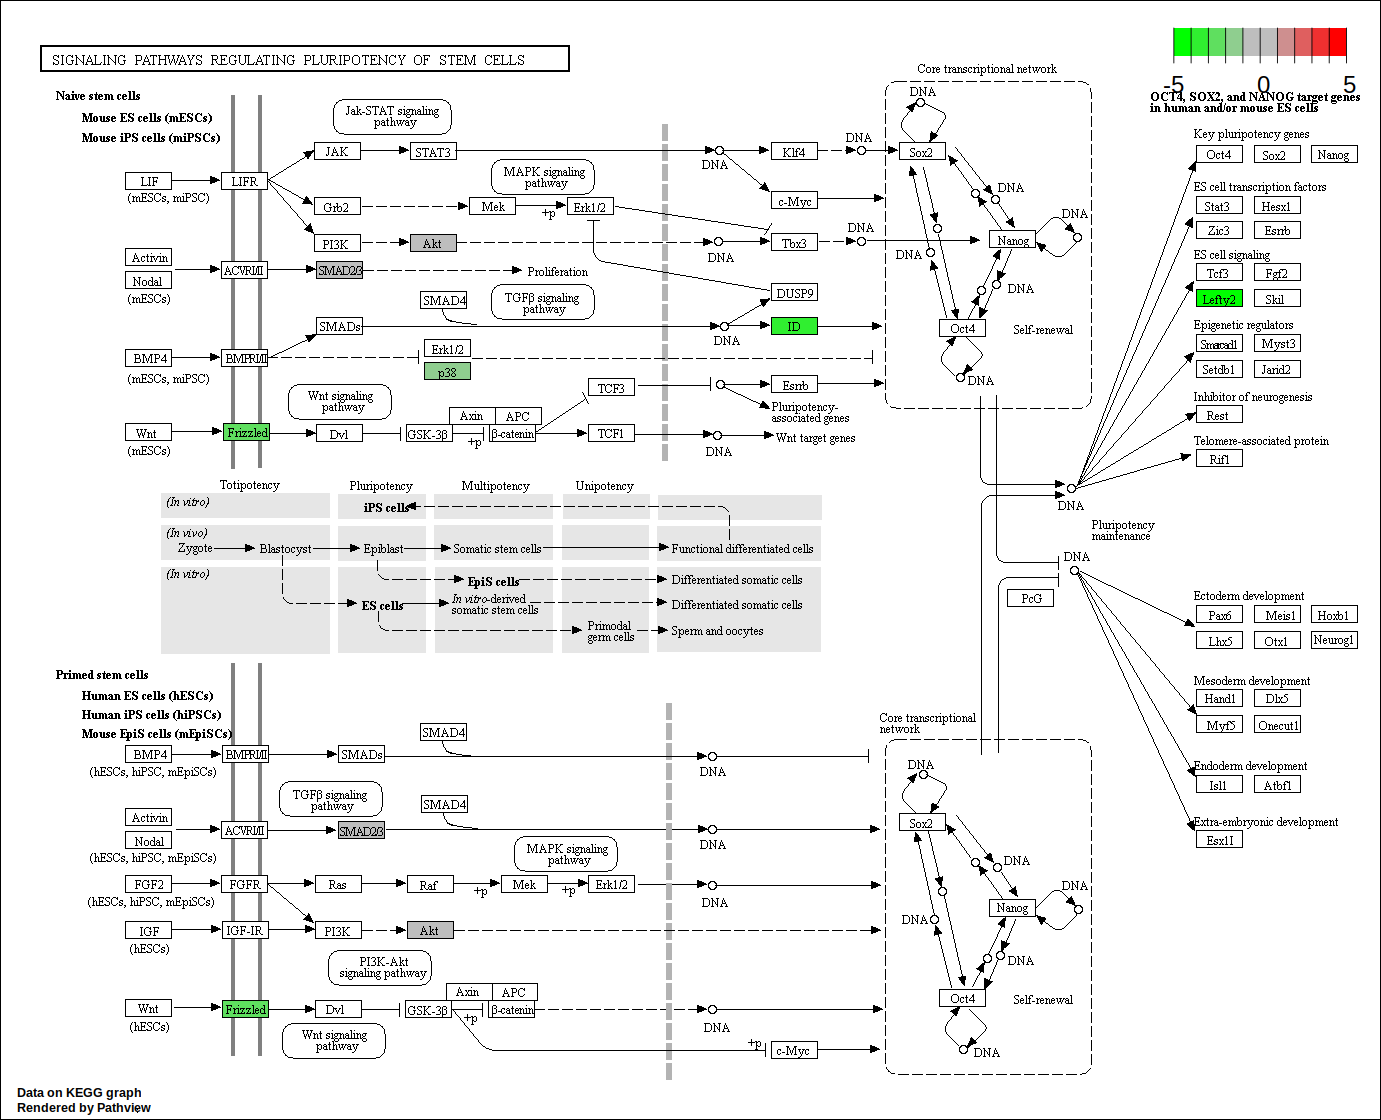 SIGNALING PATHWAYS REGULATING PLURIPOTENCY OF STEM CELLS
-5 0 5
OCT4, SOX2, and NANOG target genes
in human and/or mouse ES cells
Naive stem cells
Mouse ES cells (mESCs)
Mouse iPS cells (miPSCs)
Jak-STAT signaling
pathway
JAK STAT3
DNA
Klf4
DNA
LIF LIFR
(mESCs, miPSC)
MAPK signaling
pathway
Grb2 Mek +p Erk1/2
c-Myc
PI3K Akt
DNA
Tbx3
DNA
Activin
Nodal
(mESCs)
ACVRI/II SMAD2/3
Proliferation
SMAD4
TGFβ signaling
pathway
DUSP9
SMADs
DNA
ID
BMP4 BMPRI/II
(mESCs, miPSC)
Erk1/2
p38
Wnt signaling
pathway
TCF3
Esrrb
Pluripotency-
associated genes
Axin APC
Wnt Frizzled Dvl GSK-3β +p β-catenin TCF1
(mESCs)
DNA
Wnt target genes
Core transcriptional network
DNA
Sox2
DNA
DNA
Nanog
DNA
DNA
Oct4
Self-renewal
DNA
Key pluripotency genes
Oct4 Sox2 Nanog
ES cell transcription factors
Stat3 Hesx1
Zic3 Esrrb
ES cell signaling
Tcf3 Fgf2
Lefty2 Skil
Epigenetic regulators
Smarcad1 Myst3
Setdb1 Jarid2
Inhibitor of neurogenesis
Rest
Telomere-associated protein
Rif1
DNA
Pluripotency
maintenance
DNA
PcG
Ectoderm development
Pax6 Meis1 Hoxb1
Lhx5 Otx1 Neurog1
Mesoderm development
Hand1 Dlx5
Myf5 Onecut1
Endoderm development
Isl1 Atbf1
Extra-embryonic development
Esx1l
Totipotency Pluripotency Multipotency Unipotency
(In vitro)
iPS cells
(In vivo)
Zygote Blastocyst Epiblast Somatic stem cells Functional differentiated cells
(In vitro)
EpiS cells Differentiated somatic cells
ES cells
In vitro-derived
somatic stem cells
Differentiated somatic cells
Primodal
germ cells
Sperm and oocytes
Primed stem cells
Human ES cells (hESCs)
Human iPS cells (hiPSCs)
Mouse EpiS cells (mEpiSCs)
SMAD4
BMP4 BMPRI/II SMADs
(hESCs, hiPSC, mEpiSCs)
DNA
TGFβ signaling
pathway
SMAD4
Activin
Nodal
(hESCs, hiPSC, mEpiSCs)
ACVRI/II SMAD2/3
DNA
MAPK signaling
pathway
FGF2 FGFR Ras Raf +p Mek +p Erk1/2
(hESCs, hiPSC, mEpiSCs)
DNA
IGF IGF-IR PI3K Akt
(hESCs)
PI3K-Akt
signaling pathway
Axin APC
Wnt Frizzled Dvl GSK-3β +p β-catenin
(hESCs)
DNA
Wnt signaling
pathway
+p c-Myc
Core transcriptional
network
DNA
Sox2
DNA
DNA
Nanog
DNA
DNA
Oct4
Self-renewal
DNA
Data on KEGG graph
Rendered by Pathview